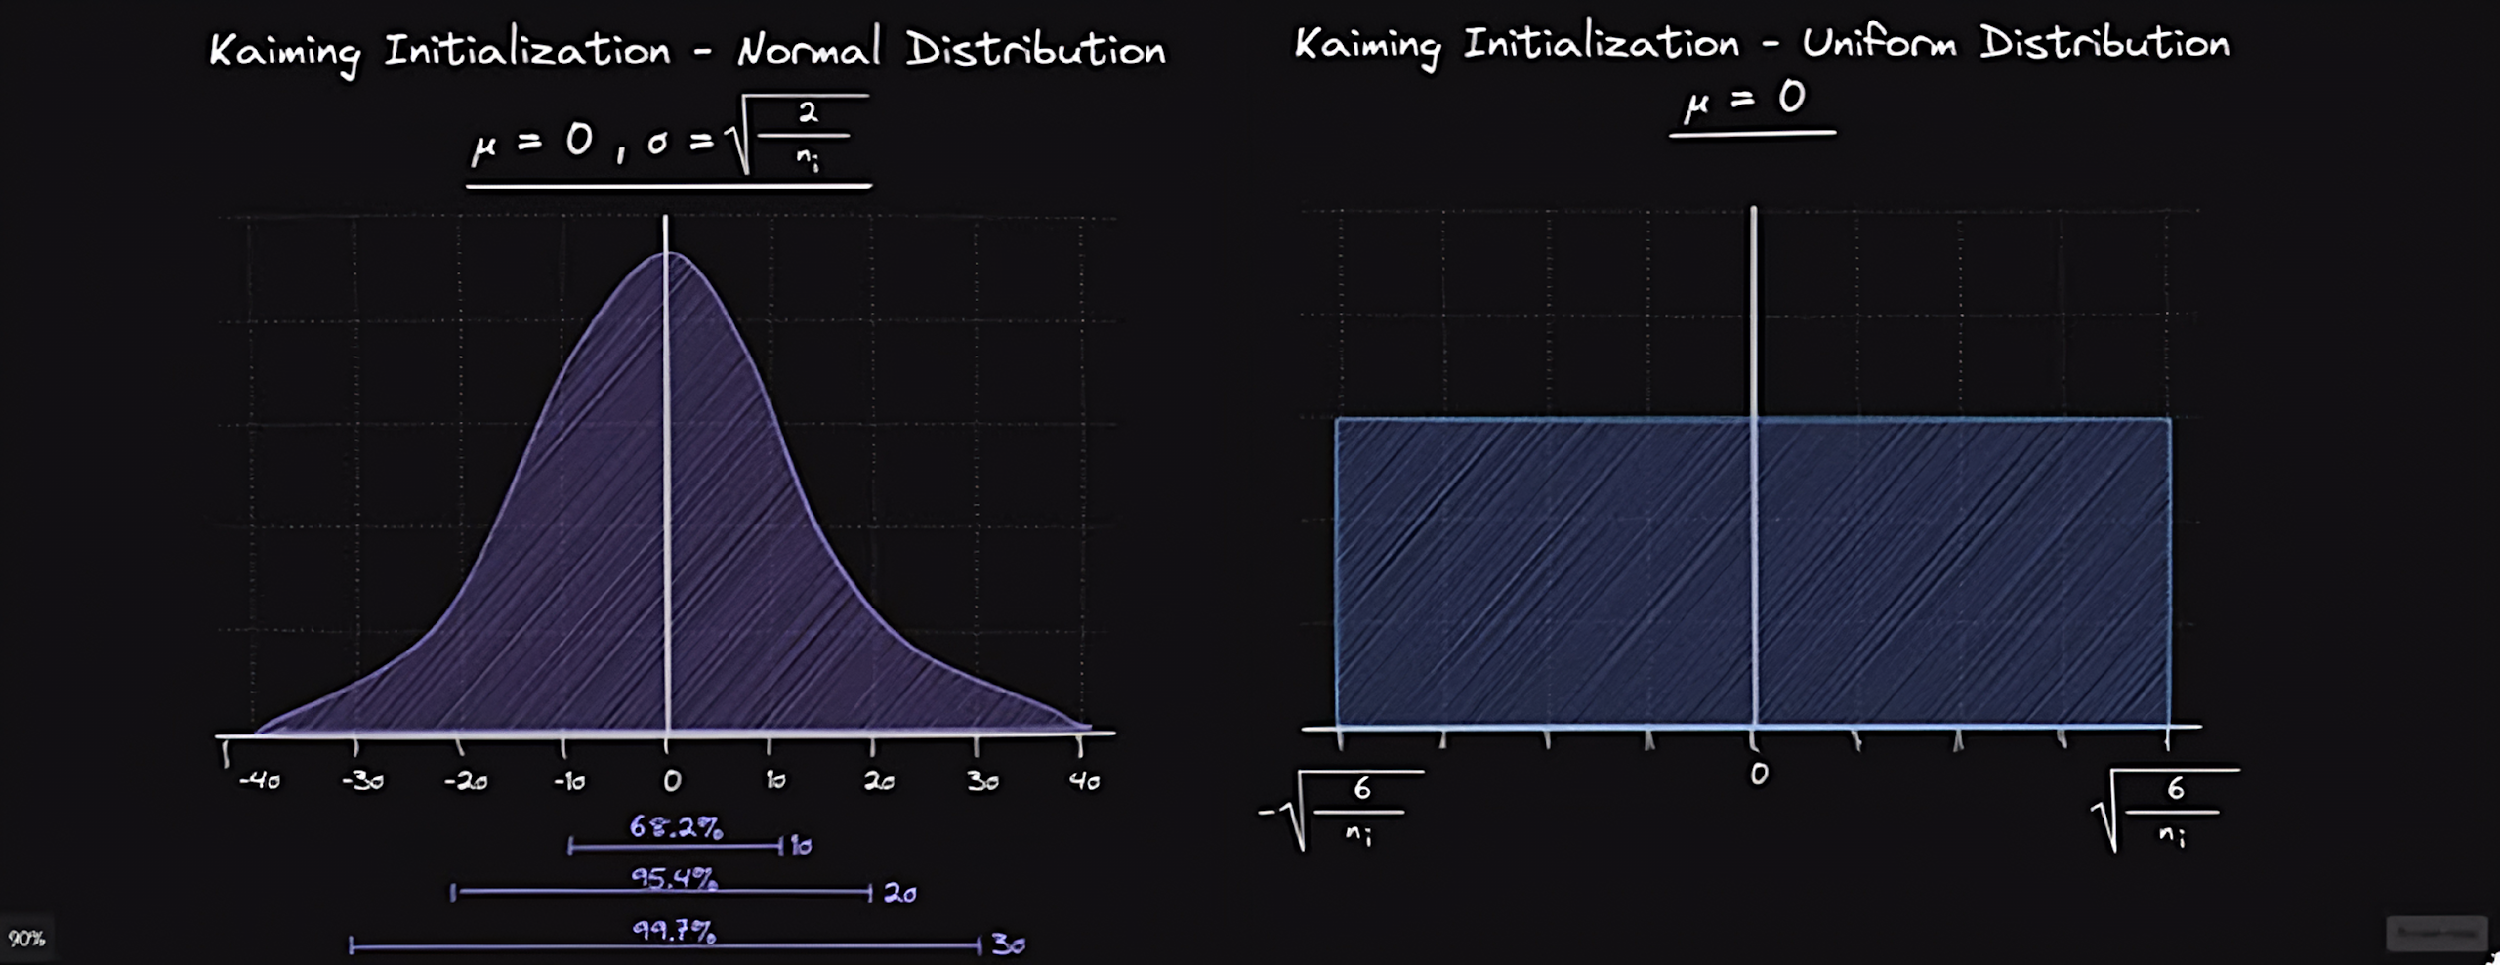 Kaiming Initialization - Normal Distribution
μ = 0 , σ = √(2/nᵢ)
-4σ -3σ -2σ -1σ 0 1σ 2σ 3σ 4σ
68.2% 1σ
95.4% 2σ
99.7% 3σ
90%
Kaiming Initialization - Uniform Distribution
μ = 0
-√(6/nᵢ) 0 √(6/nᵢ)